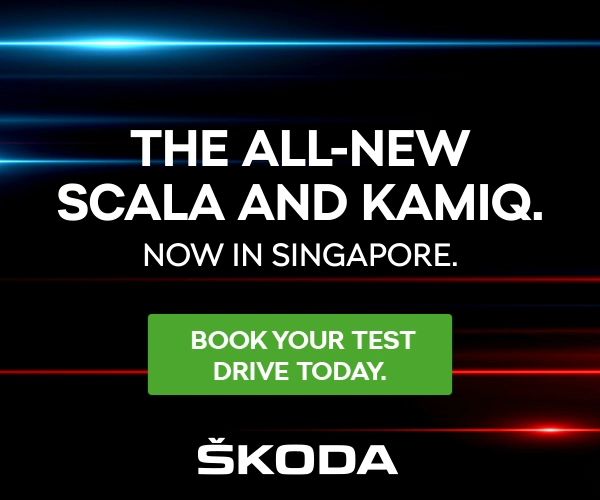 THE ALL-NEW
SCALA AND KAMIQ.
NOW IN SINGAPORE.
BOOK YOUR TEST
DRIVE TODAY.
ŠKODA